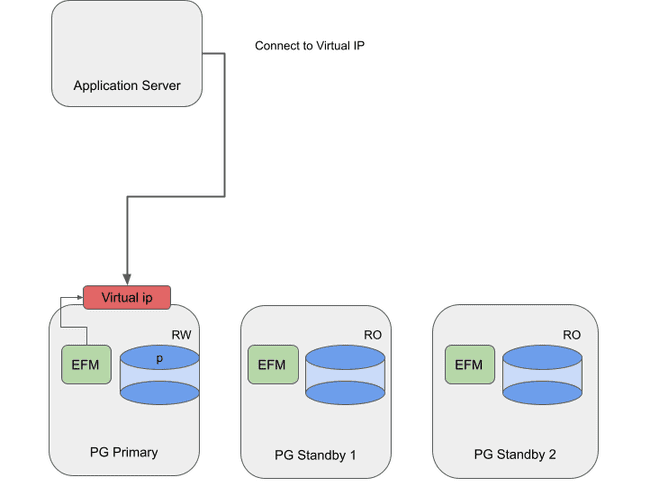 Connect to Virtual IP
Application Server
Virtual ip
RW
RO
RO
EFM
p
EFM
EFM
PG Primary
PG Standby 1
PG Standby 2